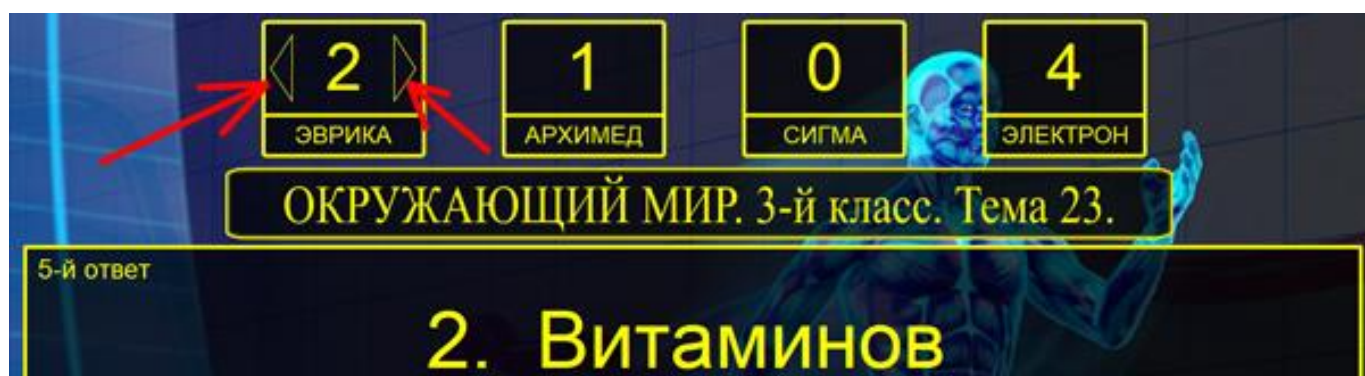 2 1 0 4
ЭВРИКА АРХИМЕД СИГМА ЭЛЕКТРОН
ОКРУЖАЮЩИЙ МИР. 3-й класс. Тема 23.
5-й ответ
2. Витаминов